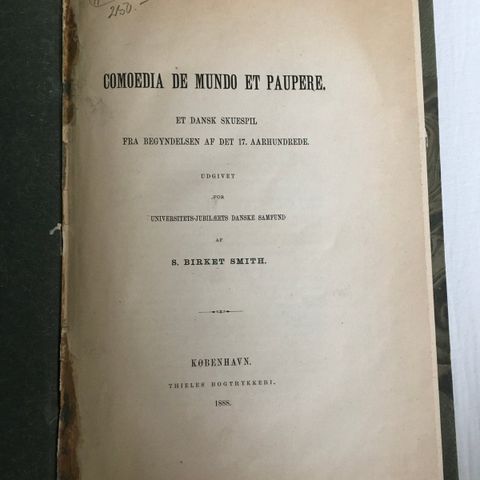 2150.-
COMOEDIA DE MUNDO ET PAUPERE.
ET DANSK SKUESPIL
FRA BEGYNDELSEN AF DET 17. AARHUNDREDE.
UDGIVET
FOR
UNIVERSITETS-JUBILÆETS DANSKE SAMFUND
AF
S. BIRKET SMITH.
KØBENHAVN.
THIELES BOGTRYKKERI.
1888.